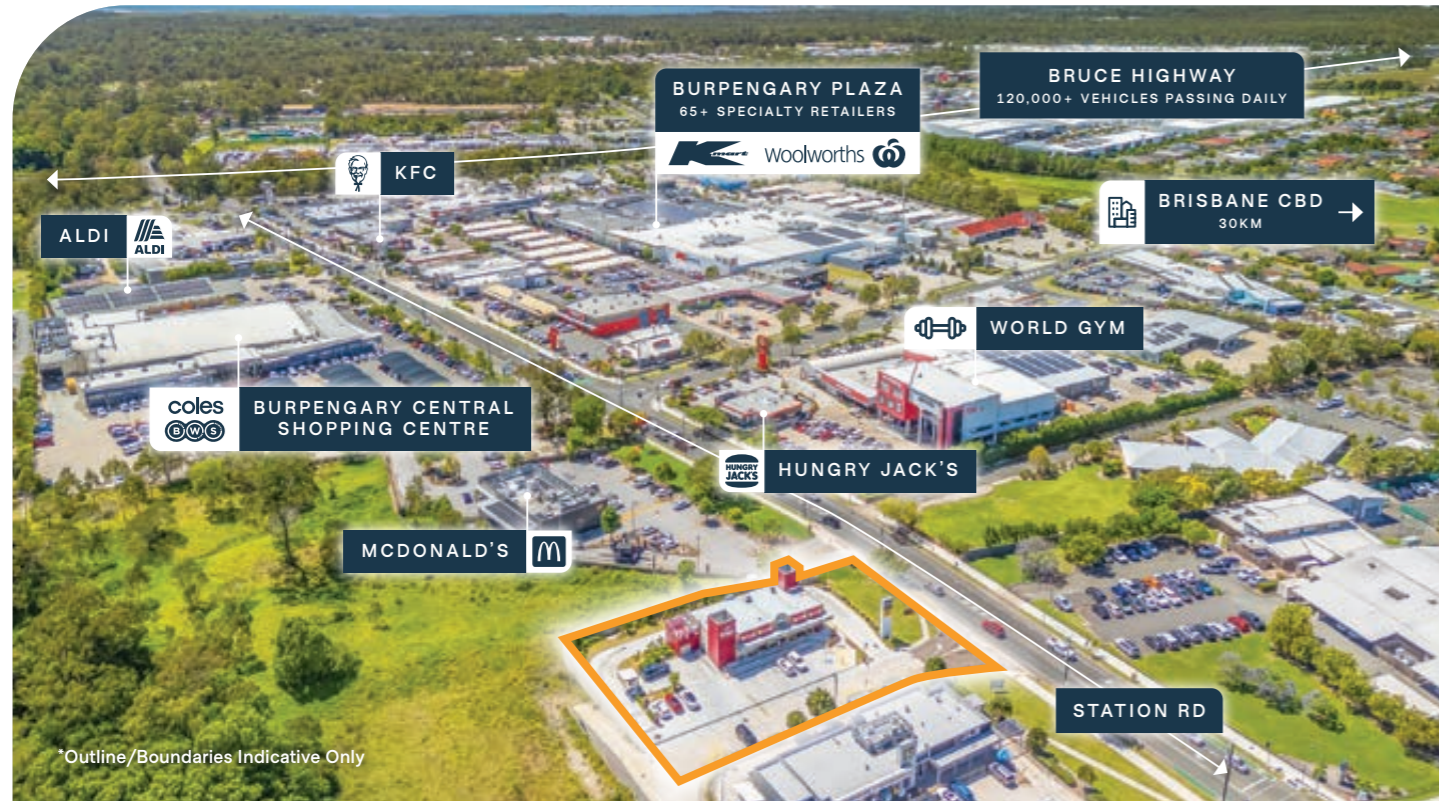 BURPENGARY PLAZA
65+ SPECIALTY RETAILERS
Kmart
Woolworths
BRUCE HIGHWAY
120,000+ VEHICLES PASSING DAILY
KFC
BRISBANE CBD
30KM
ALDI
ALDI
WORLD GYM
coles
BWS
BURPENGARY CENTRAL
SHOPPING CENTRE
HUNGRY
JACK'S
HUNGRY JACK'S
MCDONALD'S
STATION RD
*Outline/Boundaries Indicative Only